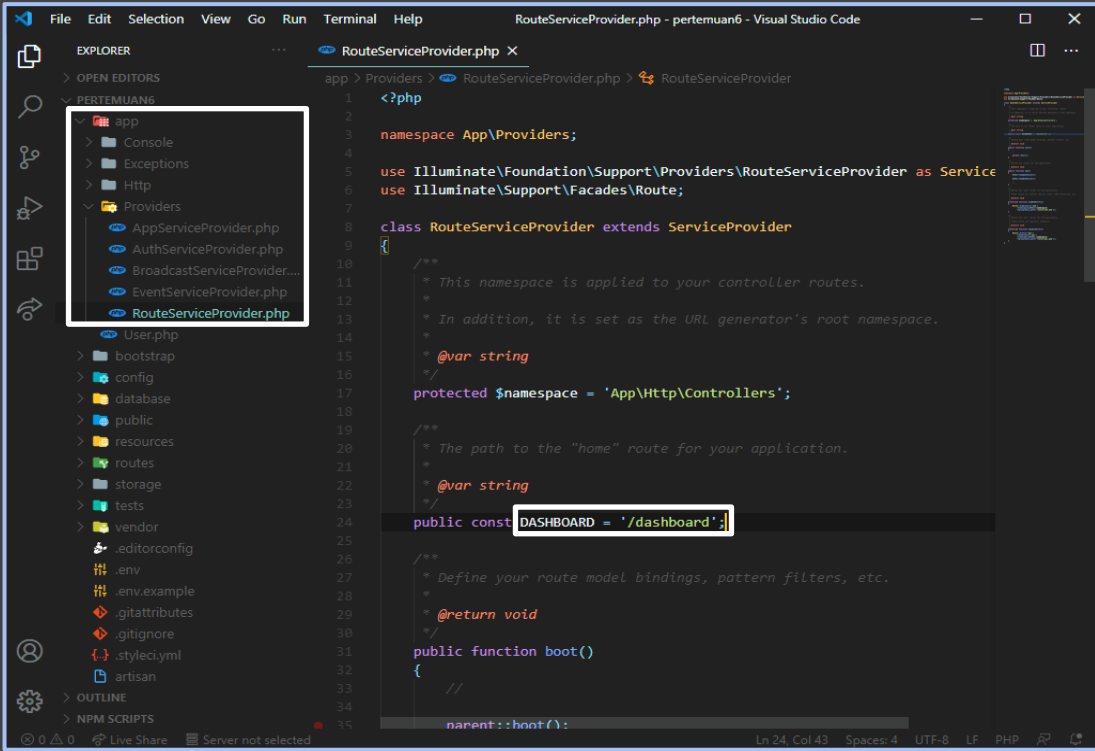 File Edit Selection View Go Run Terminal Help RouteServiceProvider.php - pertemuan6 - Visual Studio Code
EXPLORER ...
OPEN EDITORS
PERTEMUAN6
app
Console
Exceptions
Http
Providers
AppServiceProvider.php
AuthServiceProvider.php
BroadcastServiceProvider....
EventServiceProvider.php
RouteServiceProvider.php
User.php
bootstrap
config
database
public
resources
routes
storage
tests
vendor
.editorconfig
.env
.env.example
.gitattributes
.gitignore
.styleci.yml
artisan
OUTLINE
NPM SCRIPTS
RouteServiceProvider.php
app > Providers > RouteServiceProvider.php > RouteServiceProvider
1 <?php
2
3 namespace App\Providers;
4
5 use Illuminate\Foundation\Support\Providers\RouteServiceProvider as Service
6 use Illuminate\Support\Facades\Route;
7
8 class RouteServiceProvider extends ServiceProvider
9 {
10 /**
11 * This namespace is applied to your controller routes.
12 *
13 * In addition, it is set as the URL generator's root namespace.
14 *
15 * @var string
16 */
17 protected $namespace = 'App\Http\Controllers';
18
19 /**
20 * The path to the "home" route for your application.
21 *
22 * @var string
23 */
24 public const DASHBOARD = '/dashboard';
25
26 /**
27 * Define your route model bindings, pattern filters, etc.
28 *
29 * @return void
30 */
31 public function boot()
32 {
33 //
34
35 parent::boot();
0 0 Live Share Server not selected Ln 24, Col 43 Spaces: 4 UTF-8 LF PHP